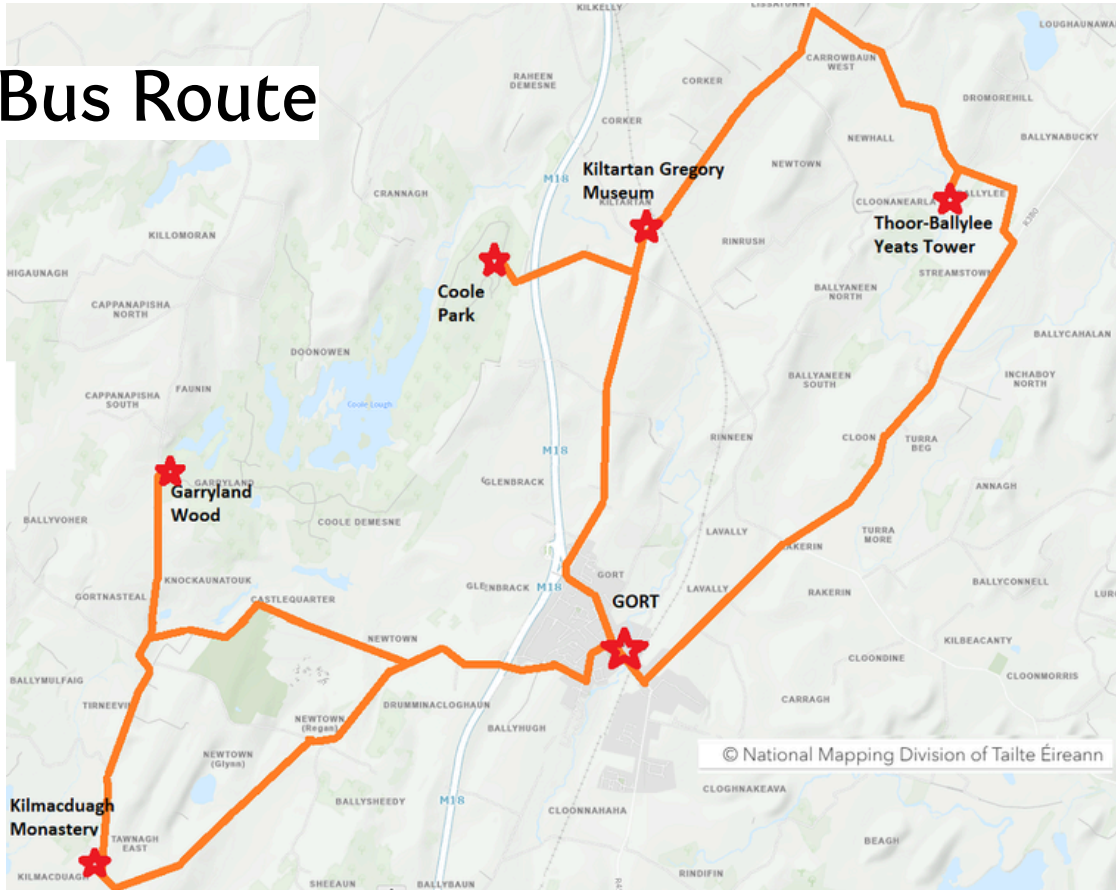 KILKELLY
LISSATUNNY
LOUGHAUNAWA
Bus Route
RAHEEN
DEMESNE
CORKER
CARROWBAUN
WEST
DROMOREHILL
CORKER
NEWHALL
BALLYNABUCKY
M18
Kiltartan Gregory
Museum
KILTARTAN
NEWTOWN
CRANNAGH
CLOONANEARLA
BALLYLEE
R380
Thoor-Ballylee
Yeats Tower
KILLOMORAN
RINRUSH
HIGAUNAGH
STREAMSTOWN
Coole
Park
CAPPANAPISHA
NORTH
BALLYANEEN
NORTH
BALLYCAHALAN
DOONOWEN
BALLYANEEN
SOUTH
INCHABOY
NORTH
FAUNIN
CAPPANAPISHA
SOUTH
Coole Lough
RINNEEN
CLOON
TURRA
BEG
M18
GARRYLAND
Garryland
Wood
GLENBRACK
ANNAGH
BALLYVOHER
COOLE DEMESNE
LAVALLY
TURRA
MORE
RAKERIN
KNOCKAUNATOUK
GORT
GLENBRACK
M18
LAVALLY
BALLYCONNELL
GORTNASTEAL
CASTLEQUARTER
GORT
RAKERIN
NEWTOWN
KILBEACANTY
CLOONDINE
CLOONMORRIS
BALLYMULFAIG
TIRNEEVIN
DRUMMINACLOGHAUN
CARRAGH
NEWTOWN
(Regan)
BALLYHUGH
NEWTOWN
(Glynn)
© National Mapping Division of Tailte Éireann
CLOGHNAKEAVA
BALLYSHEEDY
M18
CLOONNAHAHA
Kilmacduagh
Monastery
TAWNAGH
EAST
BEAGH
KILMACDUAGH
SHEEAUN
BALLYBAUN
RINDIFIN